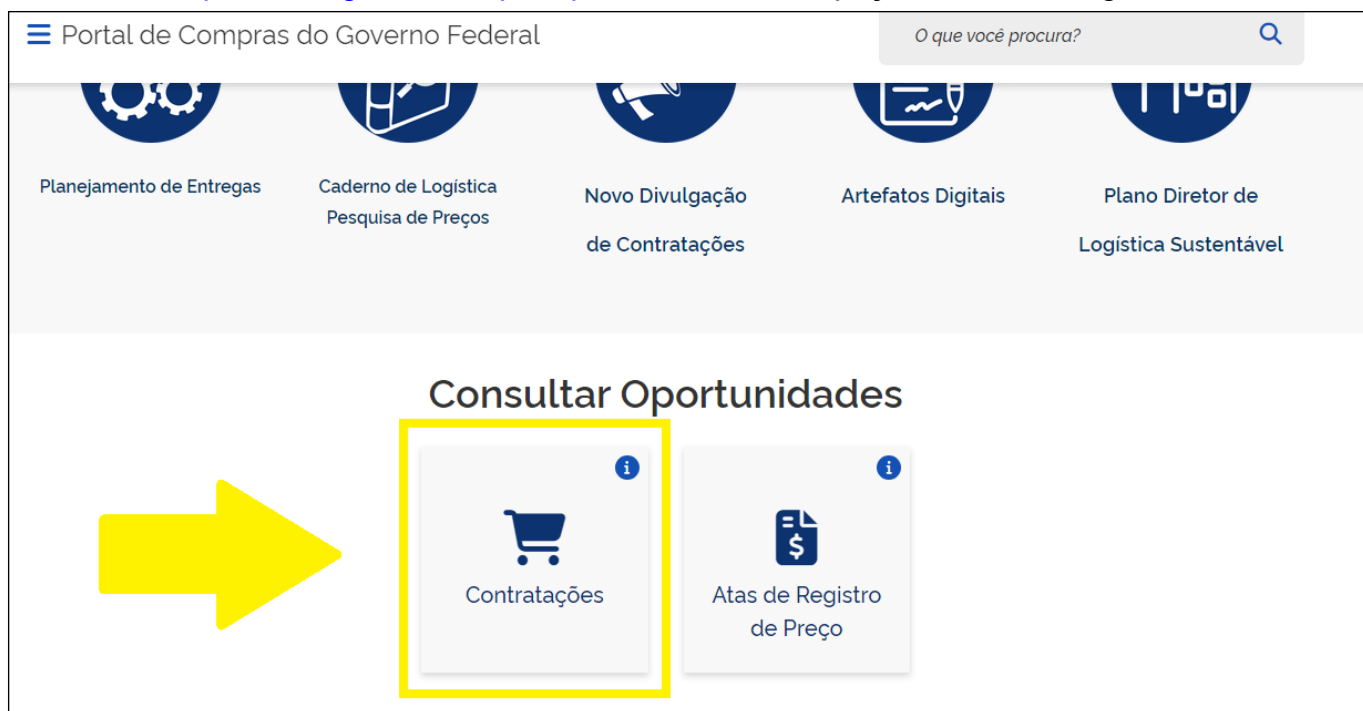 Portal de Compras do Governo Federal
O que você procura?
Planejamento de Entregas
Caderno de Logística
Pesquisa de Preços
Novo Divulgação
de Contratações
Artefatos Digitais
Plano Diretor de
Logística Sustentável
Consultar Oportunidades
Contratações
Atas de Registro
de Preço